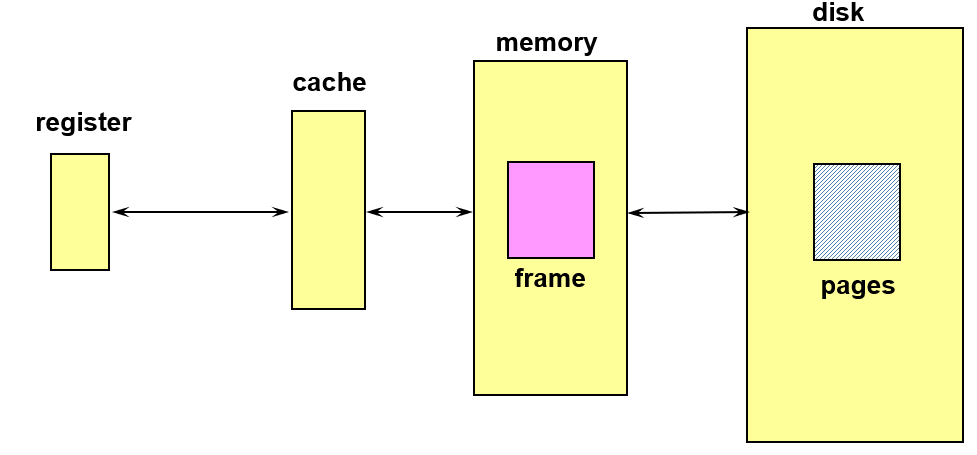 register
cache
memory
disk
frame
pages